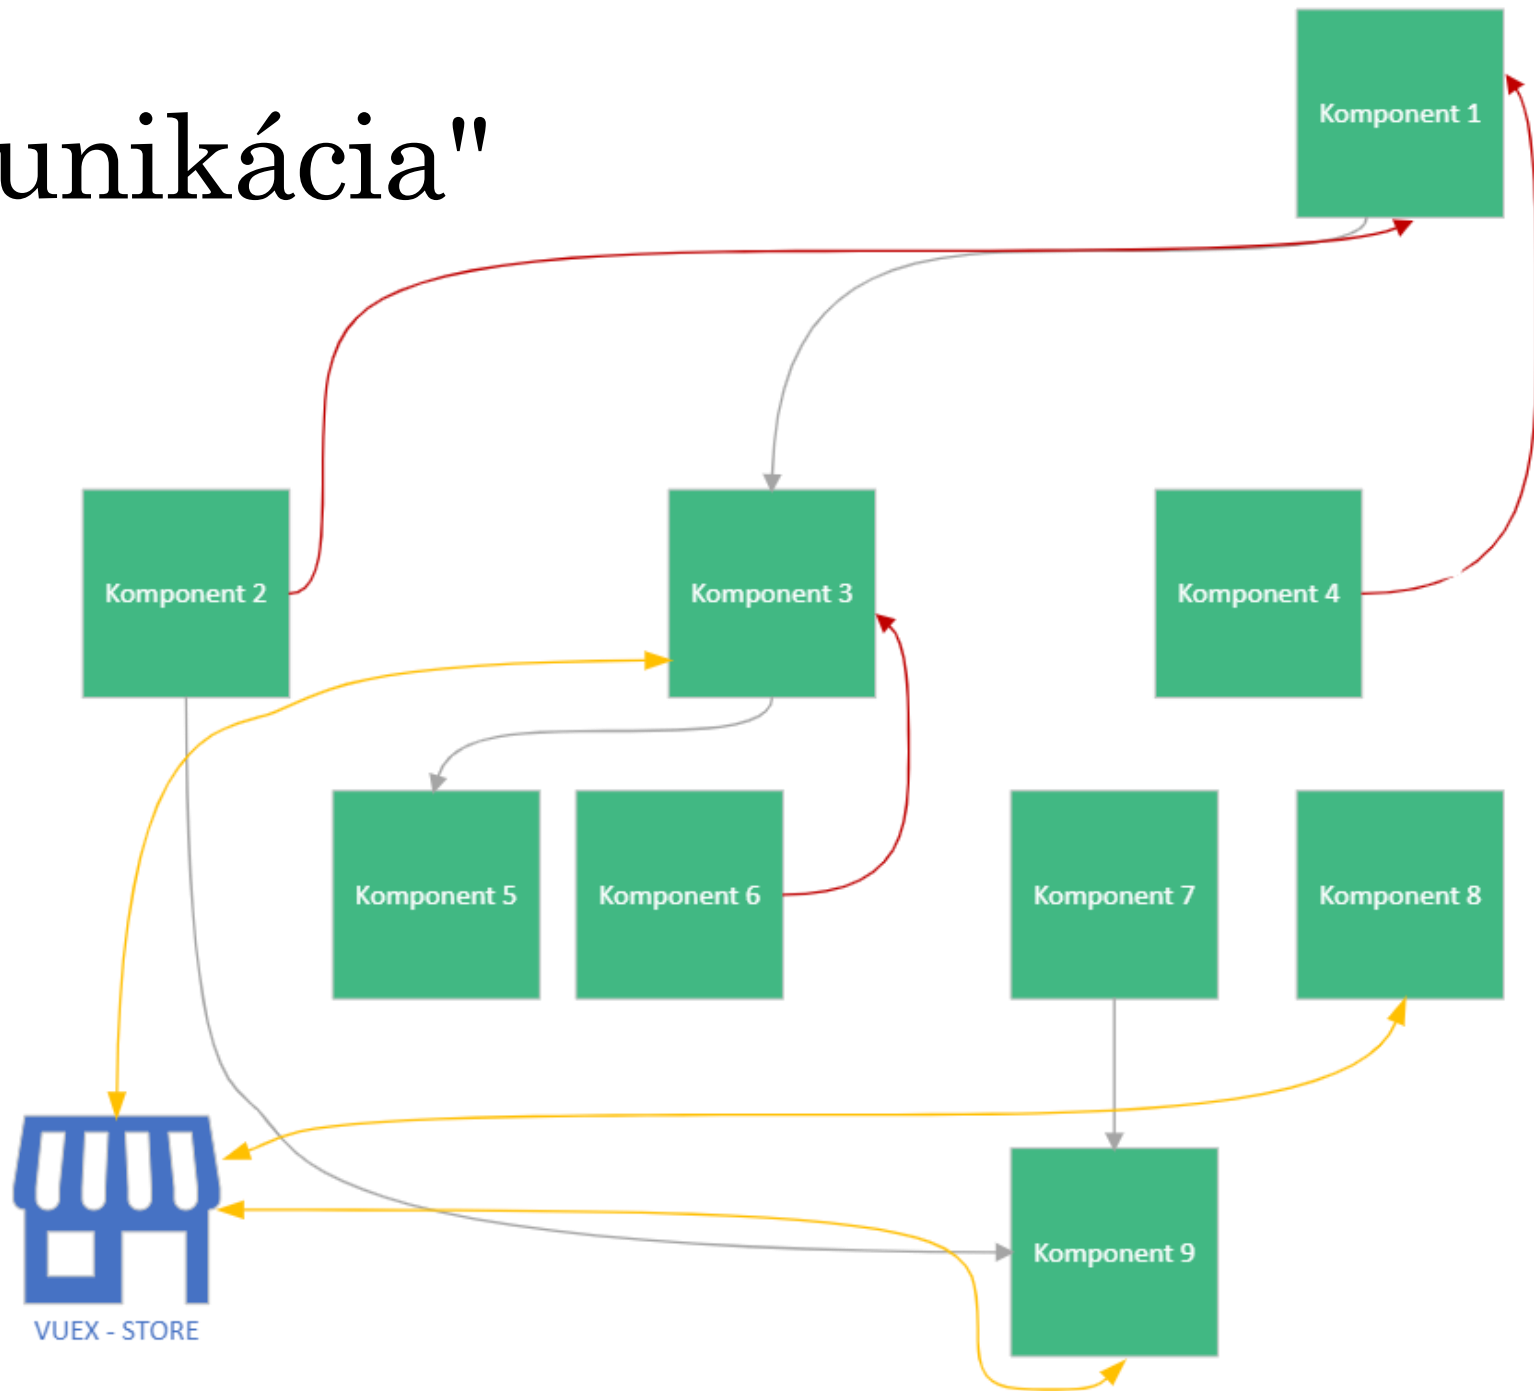 unikácia"
Komponent 1
Komponent 2
Komponent 3
Komponent 4
Komponent 5
Komponent 6
Komponent 7
Komponent 8
Komponent 9
VUEX - STORE